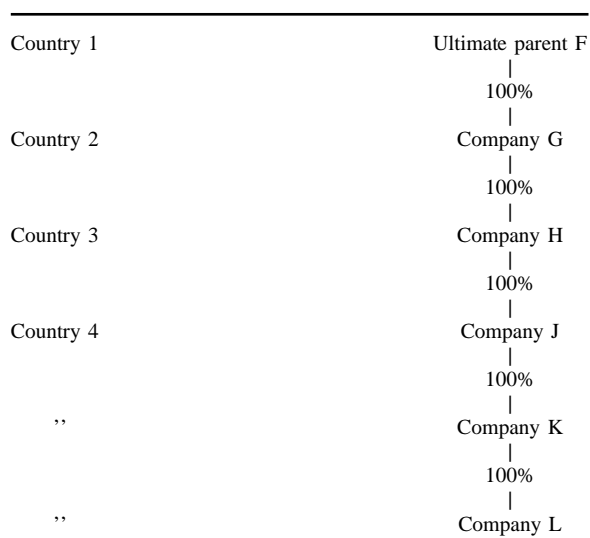 Country 1 Ultimate parent F
100%
Country 2 Company G
100%
Country 3 Company H
100%
Country 4 Company J
100%
,, Company K
100%
,, Company L